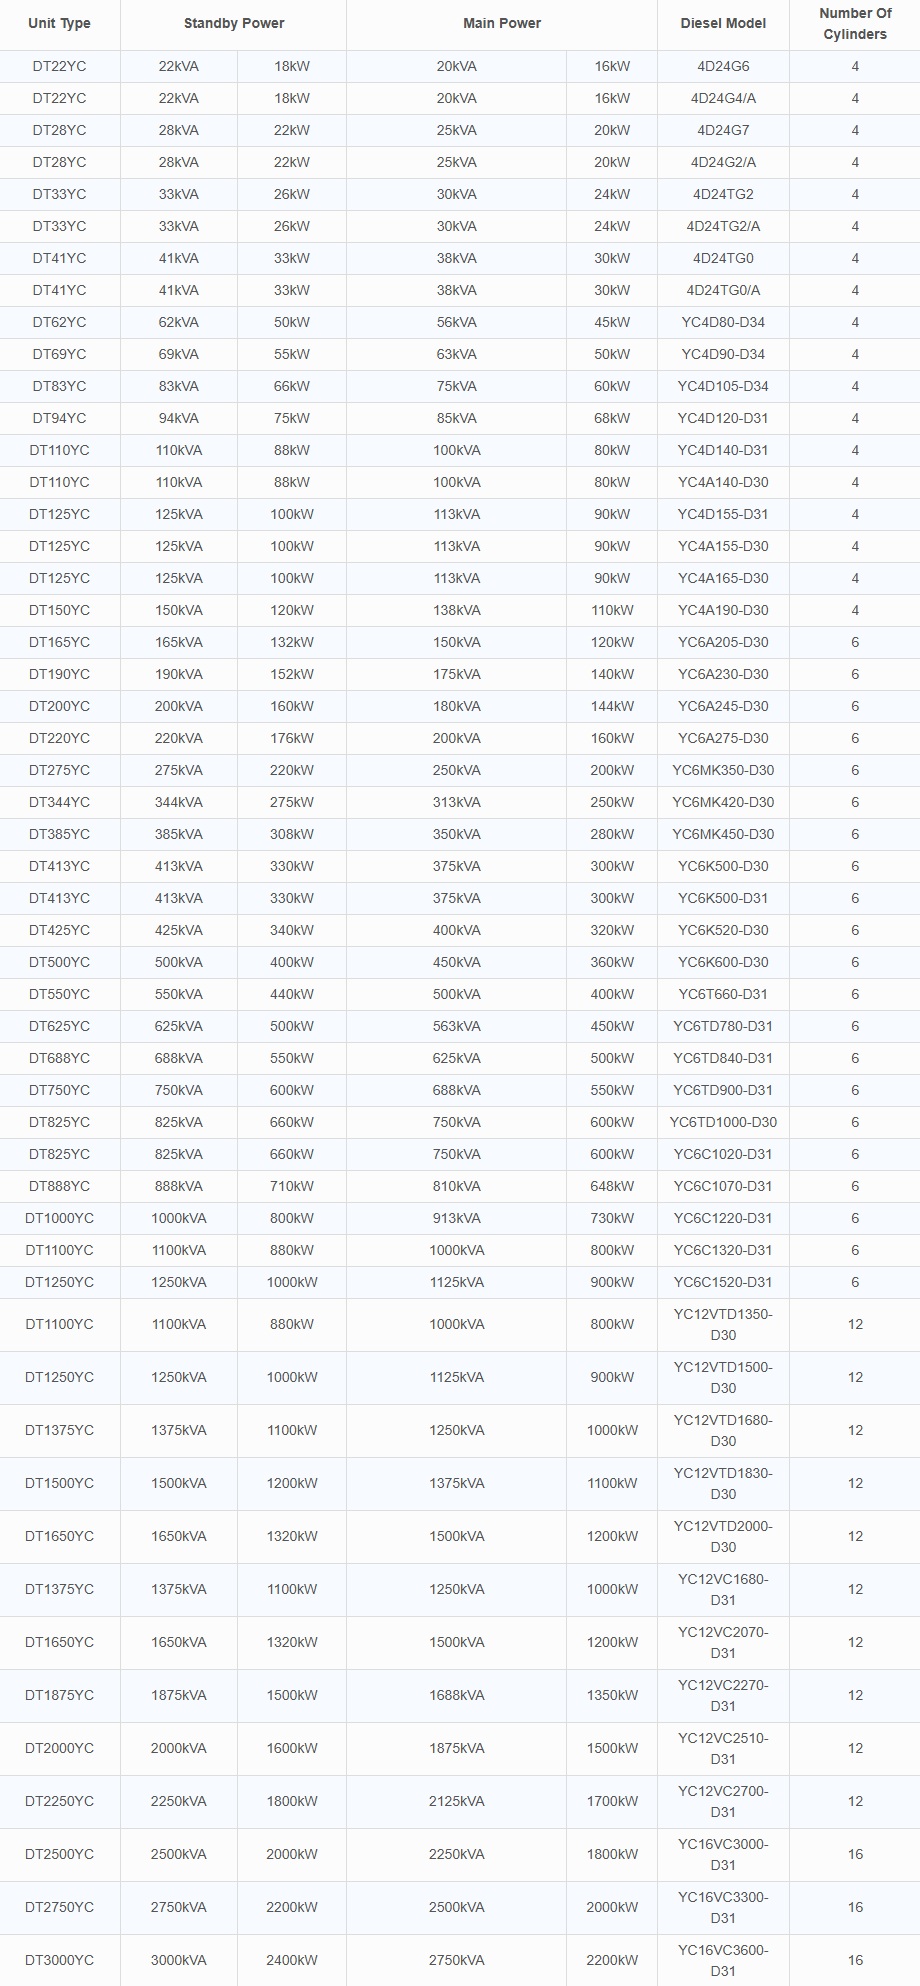 Unit Type Standby Power Main Power Diesel Model Number Of
Cylinders
DT22YC 22kVA 18kW 20kVA 16kW 4D24G6 4
DT22YC 22kVA 18kW 20kVA 16kW 4D24G4/A 4
DT28YC 28kVA 22kW 25kVA 20kW 4D24G7 4
DT28YC 28kVA 22kW 25kVA 20kW 4D24G2/A 4
DT33YC 33kVA 26kW 30kVA 24kW 4D24TG2 4
DT33YC 33kVA 26kW 30kVA 24kW 4D24TG2/A 4
DT41YC 41kVA 33kW 38kVA 30kW 4D24TG0 4
DT41YC 41kVA 33kW 38kVA 30kW 4D24TG0/A 4
DT62YC 62kVA 50kW 56kVA 45kW YC4D80-D34 4
DT69YC 69kVA 55kW 63kVA 50kW YC4D90-D34 4
DT83YC 83kVA 66kW 75kVA 60kW YC4D105-D34 4
DT94YC 94kVA 75kW 85kVA 68kW YC4D120-D31 4
DT110YC 110kVA 88kW 100kVA 80kW YC4D140-D31 4
DT110YC 110kVA 88kW 100kVA 80kW YC4A140-D30 4
DT125YC 125kVA 100kW 113kVA 90kW YC4D155-D31 4
DT125YC 125kVA 100kW 113kVA 90kW YC4A155-D30 4
DT125YC 125kVA 100kW 113kVA 90kW YC4A165-D30 4
DT150YC 150kVA 120kW 138kVA 110kW YC4A190-D30 4
DT165YC 165kVA 132kW 150kVA 120kW YC6A205-D30 6
DT190YC 190kVA 152kW 175kVA 140kW YC6A230-D30 6
DT200YC 200kVA 160kW 180kVA 144kW YC6A245-D30 6
DT220YC 220kVA 176kW 200kVA 160kW YC6A275-D30 6
DT275YC 275kVA 220kW 250kVA 200kW YC6MK350-D30 6
DT344YC 344kVA 275kW 313kVA 250kW YC6MK420-D30 6
DT385YC 385kVA 308kW 350kVA 280kW YC6MK450-D30 6
DT413YC 413kVA 330kW 375kVA 300kW YC6K500-D30 6
DT413YC 413kVA 330kW 375kVA 300kW YC6K500-D31 6
DT425YC 425kVA 340kW 400kVA 320kW YC6K520-D30 6
DT500YC 500kVA 400kW 450kVA 360kW YC6K600-D30 6
DT550YC 550kVA 440kW 500kVA 400kW YC6T660-D31 6
DT625YC 625kVA 500kW 563kVA 450kW YC6TD780-D31 6
DT688YC 688kVA 550kW 625kVA 500kW YC6TD840-D31 6
DT750YC 750kVA 600kW 688kVA 550kW YC6TD900-D31 6
DT825YC 825kVA 660kW 750kVA 600kW YC6TD1000-D30 6
DT825YC 825kVA 660kW 750kVA 600kW YC6C1020-D31 6
DT888YC 888kVA 710kW 810kVA 648kW YC6C1070-D31 6
DT1000YC 1000kVA 800kW 913kVA 730kW YC6C1220-D31 6
DT1100YC 1100kVA 880kW 1000kVA 800kW YC6C1320-D31 6
DT1250YC 1250kVA 1000kW 1125kVA 900kW YC6C1520-D31 6
DT1100YC 1100kVA 880kW 1000kVA 800kW YC12VTD1350- 12
D30
DT1250YC 1250kVA 1000kW 1125kVA 900kW YC12VTD1500- 12
D30
DT1375YC 1375kVA 1100kW 1250kVA 1000kW YC12VTD1680- 12
D30
DT1500YC 1500kVA 1200kW 1375kVA 1100kW YC12VTD1830- 12
D30
DT1650YC 1650kVA 1320kW 1500kVA 1200kW YC12VTD2000- 12
D30
DT1375YC 1375kVA 1100kW 1250kVA 1000kW YC12VC1680- 12
D31
DT1650YC 1650kVA 1320kW 1500kVA 1200kW YC12VC2070- 12
D31
DT1875YC 1875kVA 1500kW 1688kVA 1350kW YC12VC2270- 12
D31
DT2000YC 2000kVA 1600kW 1875kVA 1500kW YC12VC2510- 12
D31
DT2250YC 2250kVA 1800kW 2125kVA 1700kW YC12VC2700- 12
D31
DT2500YC 2500kVA 2000kW 2250kVA 1800kW YC16VC3000- 16
D31
DT2750YC 2750kVA 2200kW 2500kVA 2000kW YC16VC3300- 16
D31
DT3000YC 3000kVA 2400kW 2750kVA 2200kW YC16VC3600- 16
D31